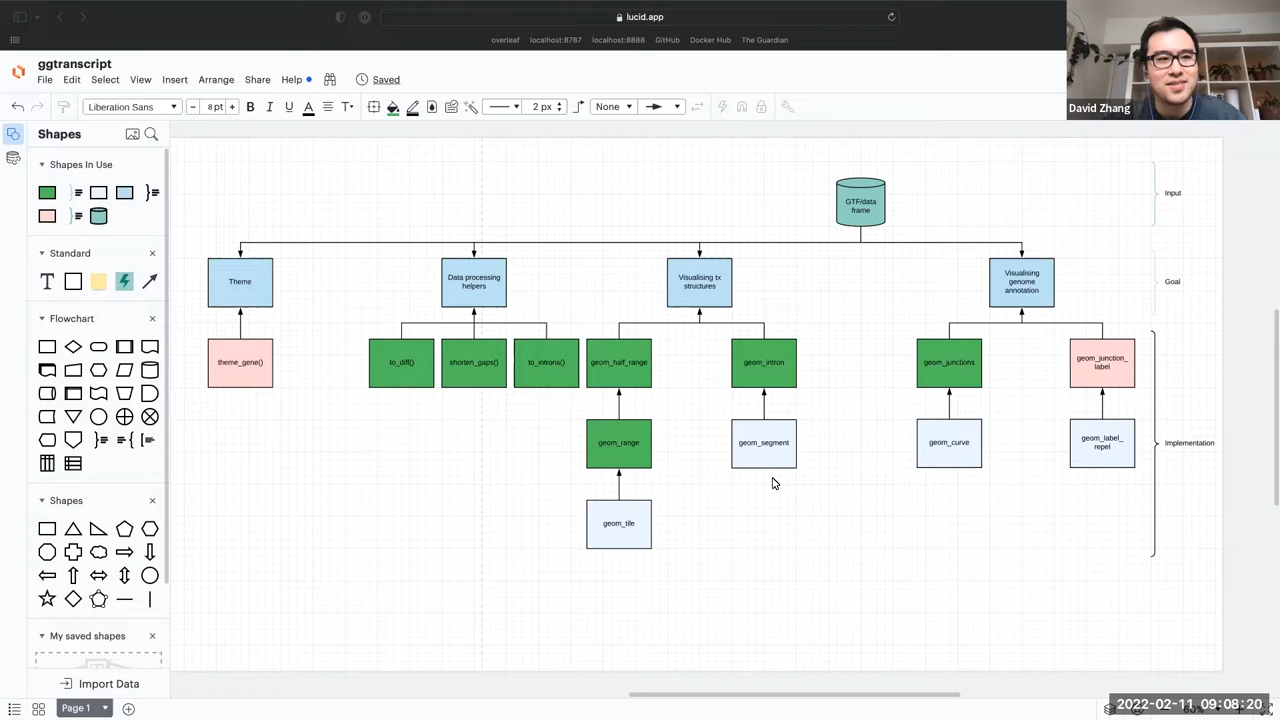 lucid.app
overleaf localhost:8787 localhost:8888 GitHub Docker Hub The Guardian
David Zhang
ggtranscript
File Edit Select View Insert Arrange Share Help Saved
Liberation Sans 8 pt B I U A T 2 px None
Shapes
Shapes In Use
Standard
T
Flowchart
Shapes
My saved shapes
Import Data
Page 1
GTF/data
frame
Input
Theme
Data processing
helpers
Visualising tx
structures
Visualising
genome
annotation
Goal
theme_gene()
to_diff()
shorten_gaps()
to_introns()
geom_half_range
geom_intron
geom_junctions
geom_junction_
label
geom_range
geom_segment
geom_curve
geom_label_
repel
Implementation
geom_tile
2022-02-11 09:08:20